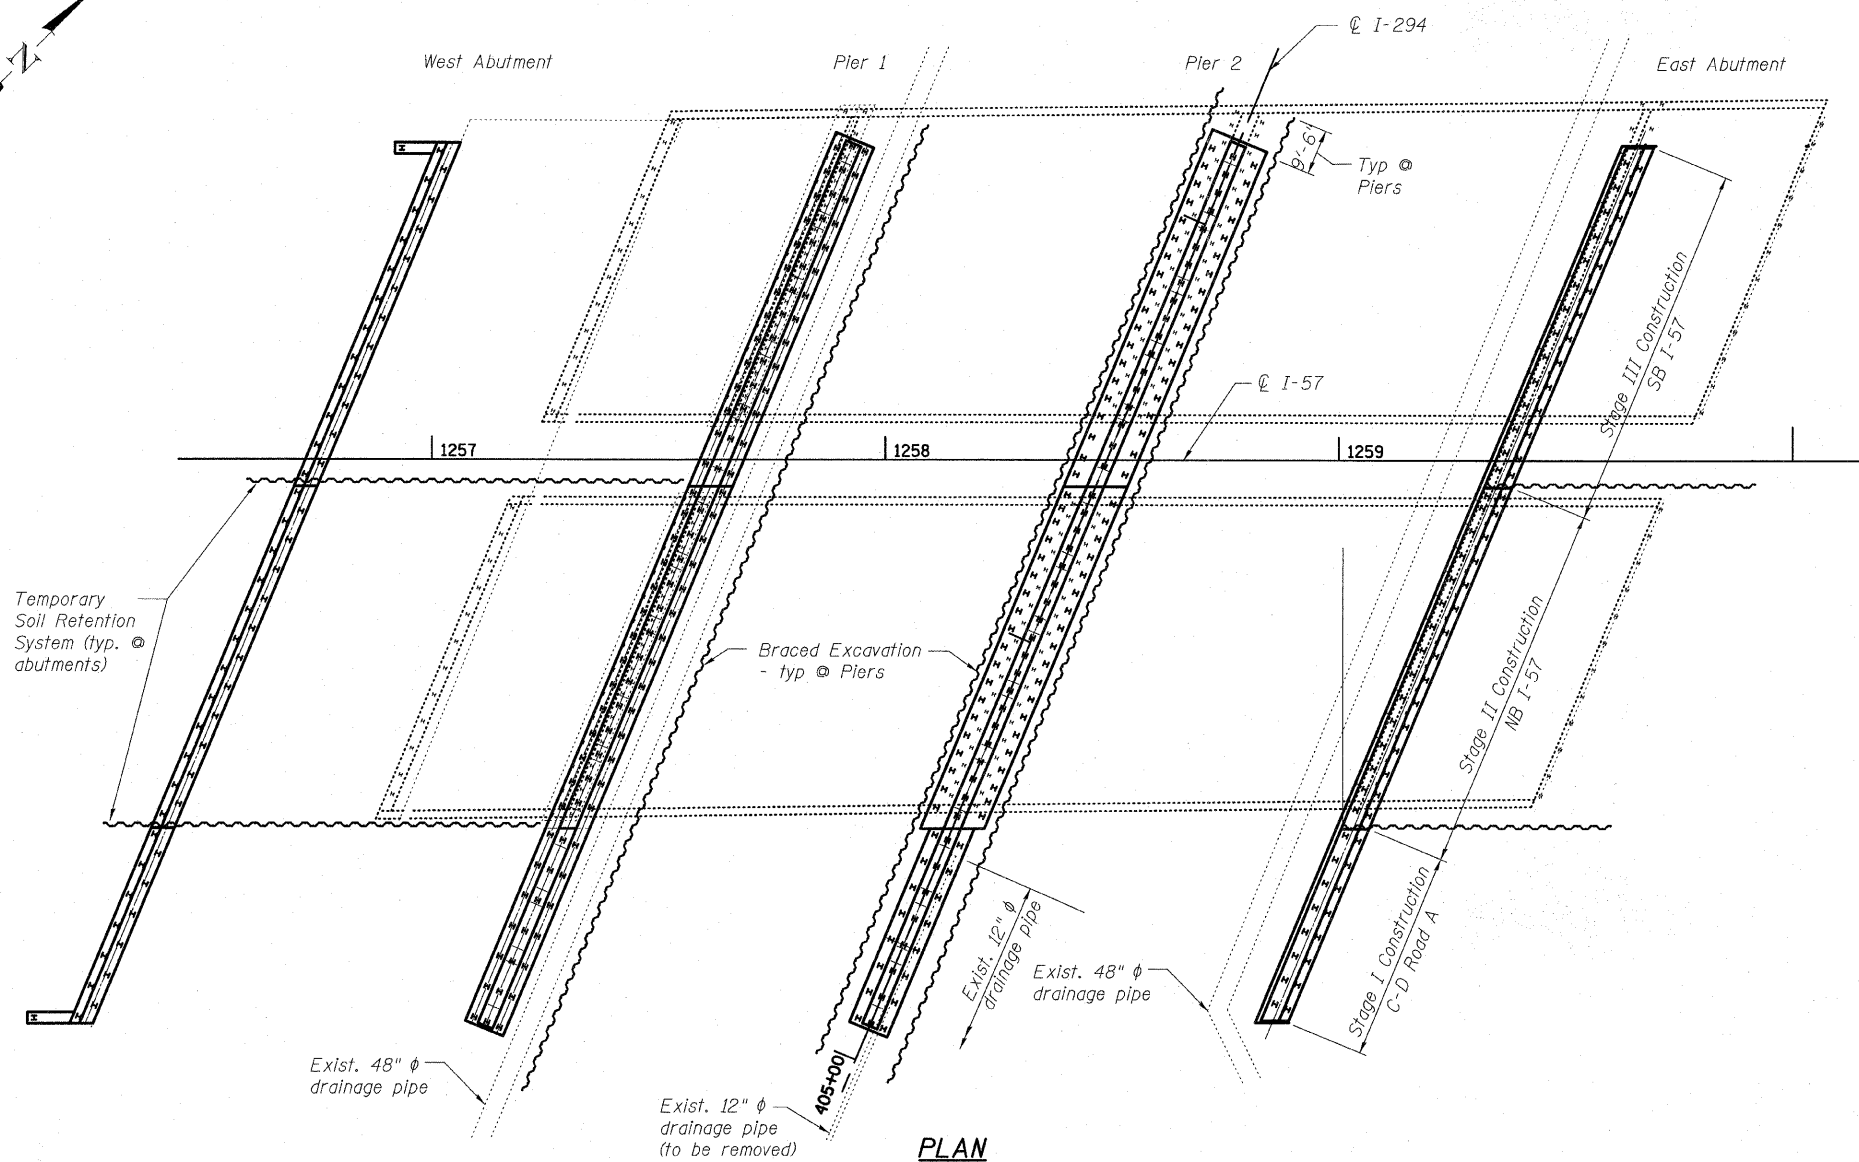 N
West Abutment
Pier 1
Pier 2
℄ I-294
East Abutment
9'-6"
Typ @
Piers
℄ I-57
1257
1258
1259
Stage III Construction
SB I-57
Temporary
Soil Retention
System (typ. @
abutments)
Braced Excavation
- typ @ Piers
Stage II Construction
NB I-57
Stage I Construction
C-D Road A
Exist. 12" ϕ
drainage pipe
Exist. 48" ϕ
drainage pipe
Exist. 48" ϕ
drainage pipe
405+00
Exist. 12" ϕ
drainage pipe
(to be removed)
PLAN